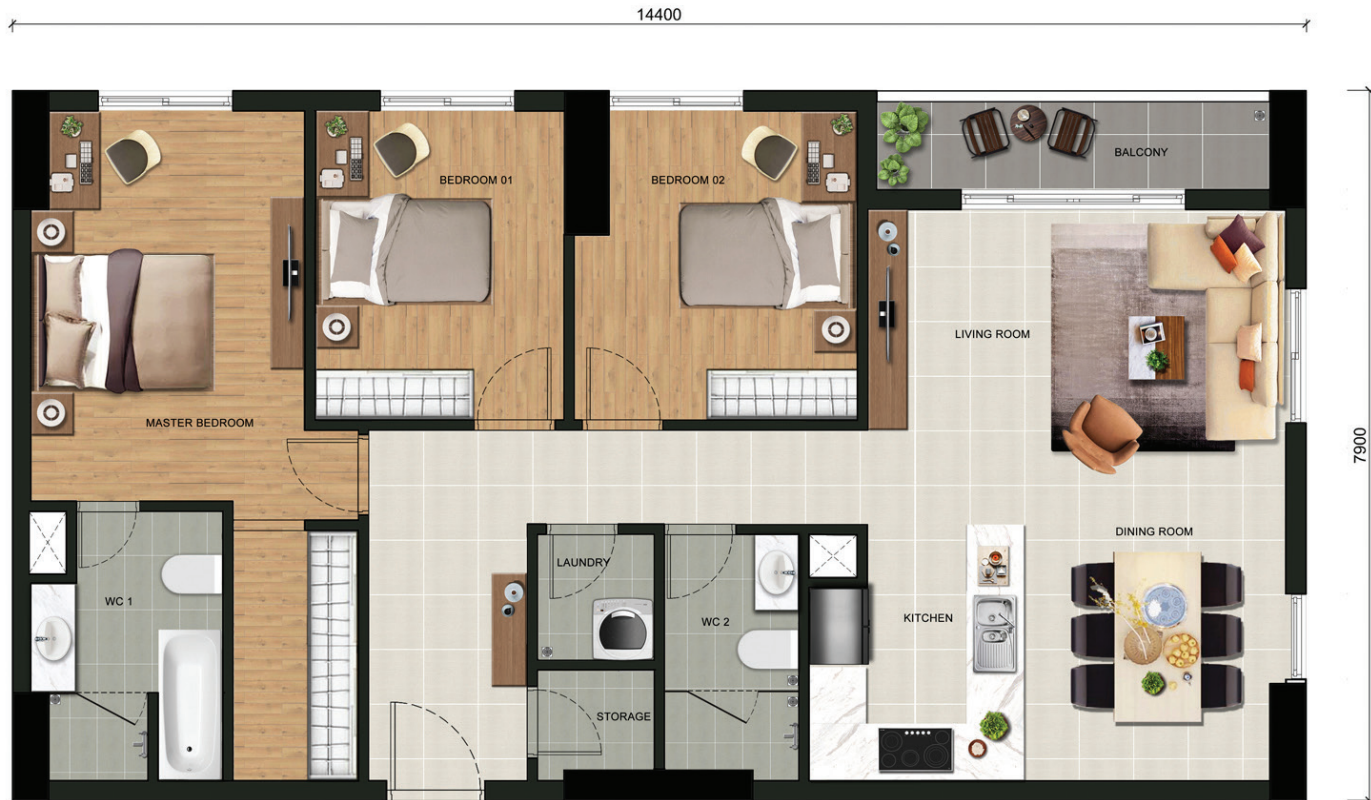 14400
BALCONY
BEDROOM 01
BEDROOM 02
LIVING ROOM
7900
MASTER BEDROOM
DINING ROOM
LAUNDRY
WC 1
KITCHEN
WC 2
STORAGE